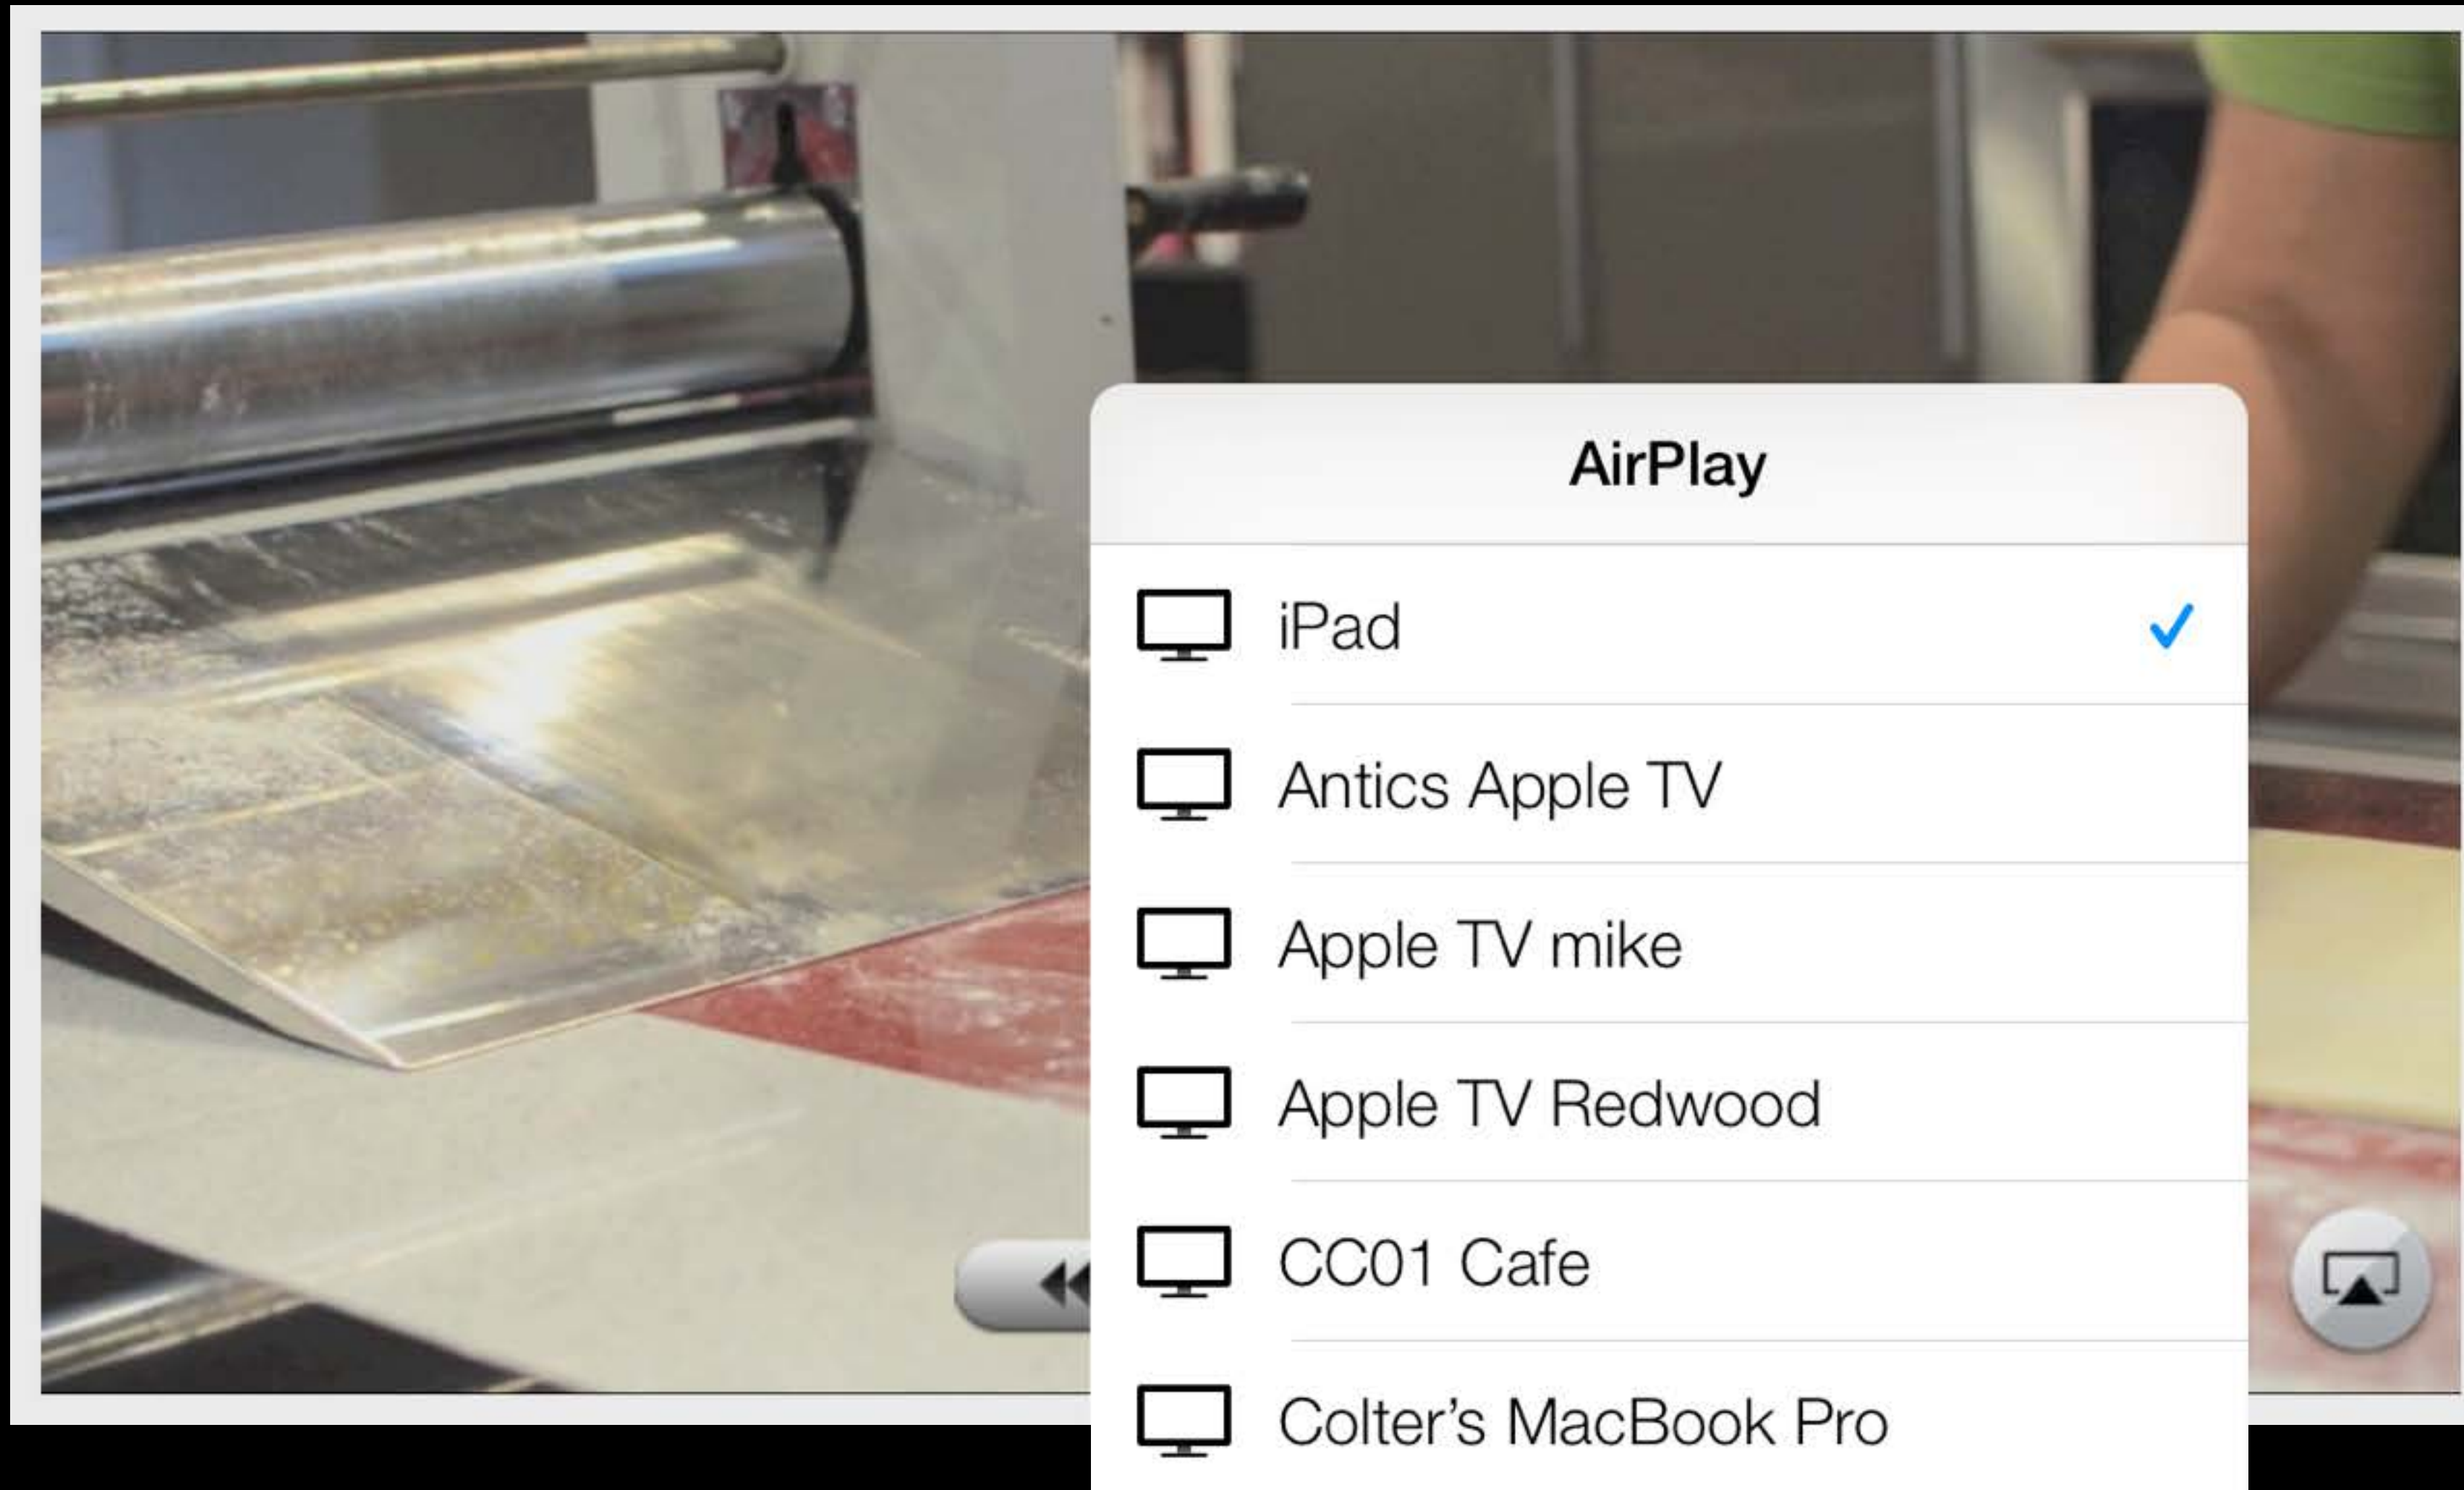 AirPlay
iPad
Antics Apple TV
Apple TV mike
Apple TV Redwood
CC01 Cafe
Colter’s MacBook Pro